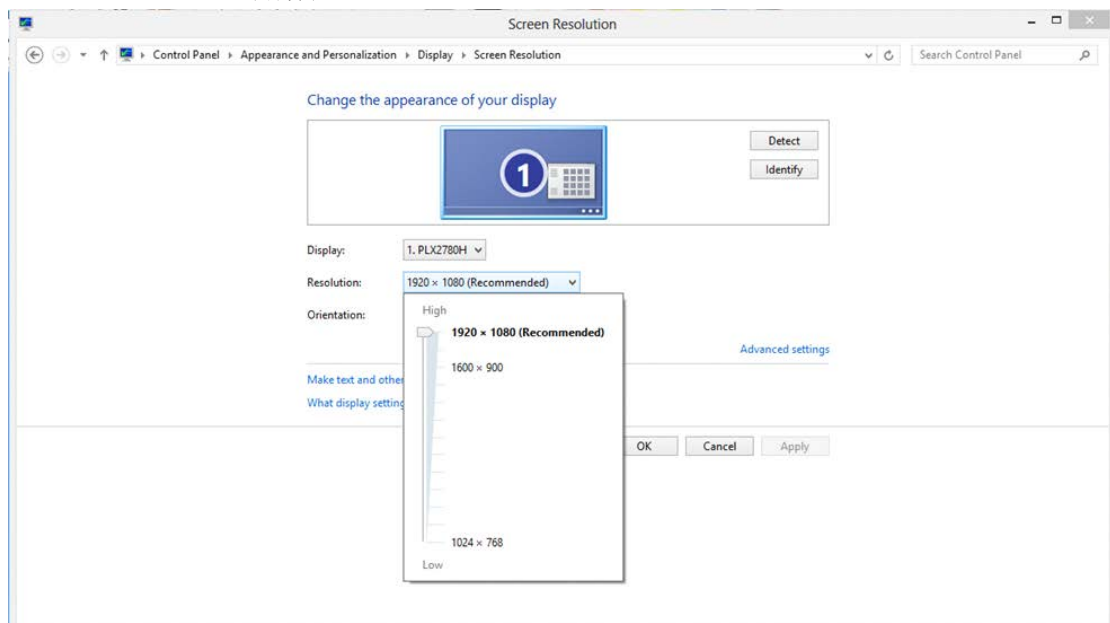 Screen Resolution
Control Panel Appearance and Personalization Display Screen Resolution
Search Control Panel
Change the appearance of your display
1
Detect
Identify
Display: 1. PLX2780H
Resolution: 1920 × 1080 (Recommended)
Orientation:
High
1920 × 1080 (Recommended)
1600 × 900
1024 × 768
Low
Advanced settings
Make text and other
What display setting
OK Cancel Apply